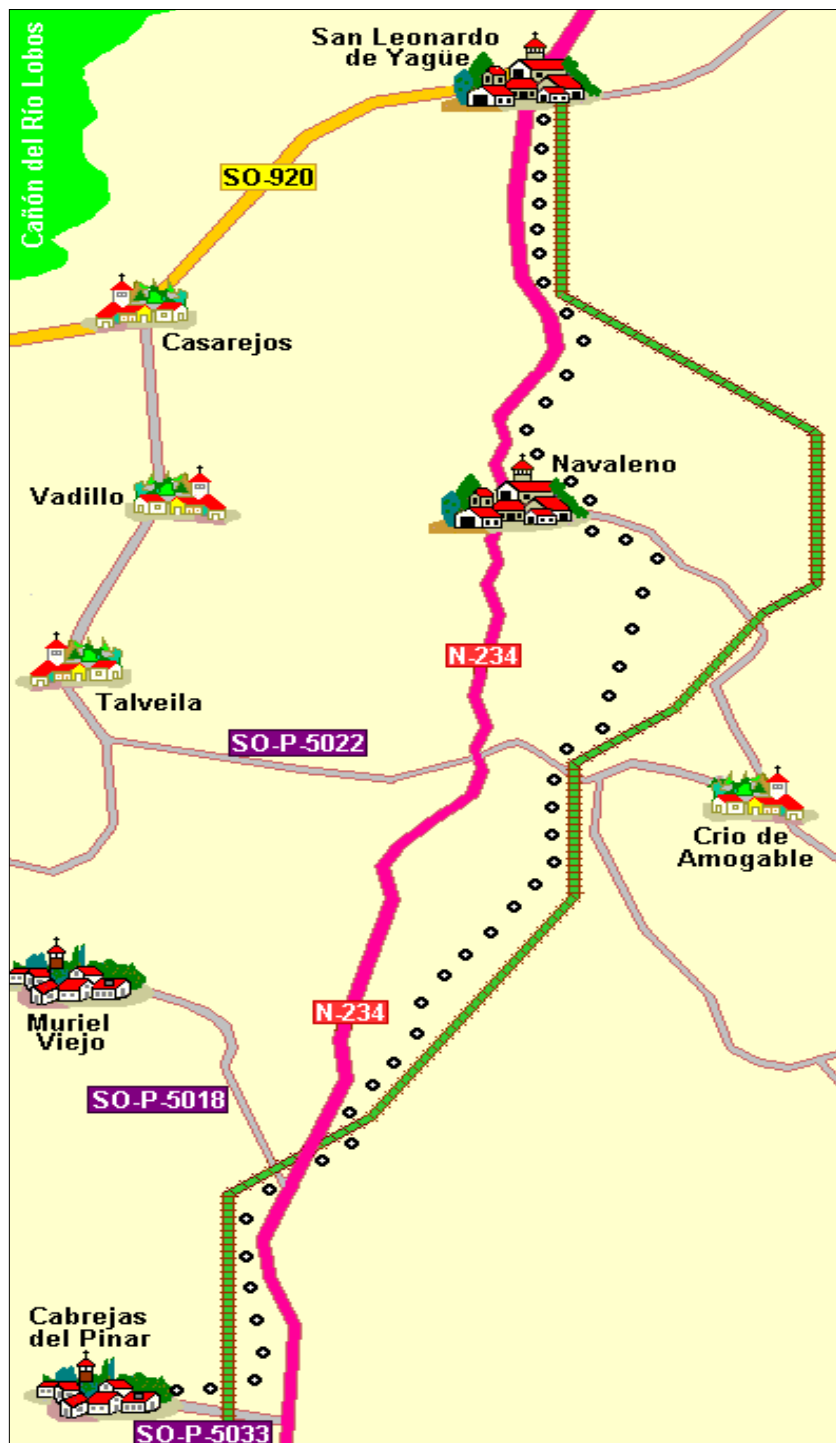 San Leonardo
de Yagüe
Cañón del Río Lobos
SO-920
Casarejos
Navaleno
Vadillo
N-234
Talveila
SO-P-5022
Crio de
Amogable
N-234
Muriel
Viejo
SO-P-5018
Cabrejas
del Pinar
SO-P-5033